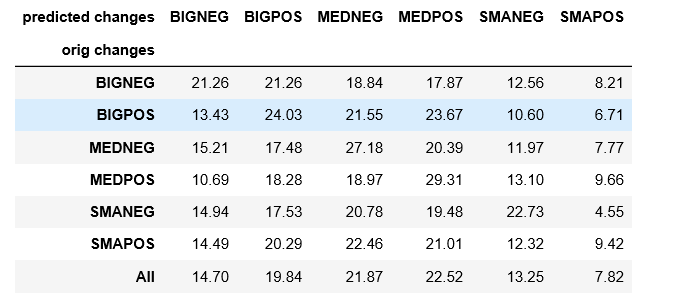 predicted changes BIGNEG BIGPOS MEDNEG MEDPOS SMANEG SMAPOS
orig changes
BIGNEG 21.26 21.26 18.84 17.87 12.56 8.21
BIGPOS 13.43 24.03 21.55 23.67 10.60 6.71
MEDNEG 15.21 17.48 27.18 20.39 11.97 7.77
MEDPOS 10.69 18.28 18.97 29.31 13.10 9.66
SMANEG 14.94 17.53 20.78 19.48 22.73 4.55
SMAPOS 14.49 20.29 22.46 21.01 12.32 9.42
All 14.70 19.84 21.87 22.52 13.25 7.82